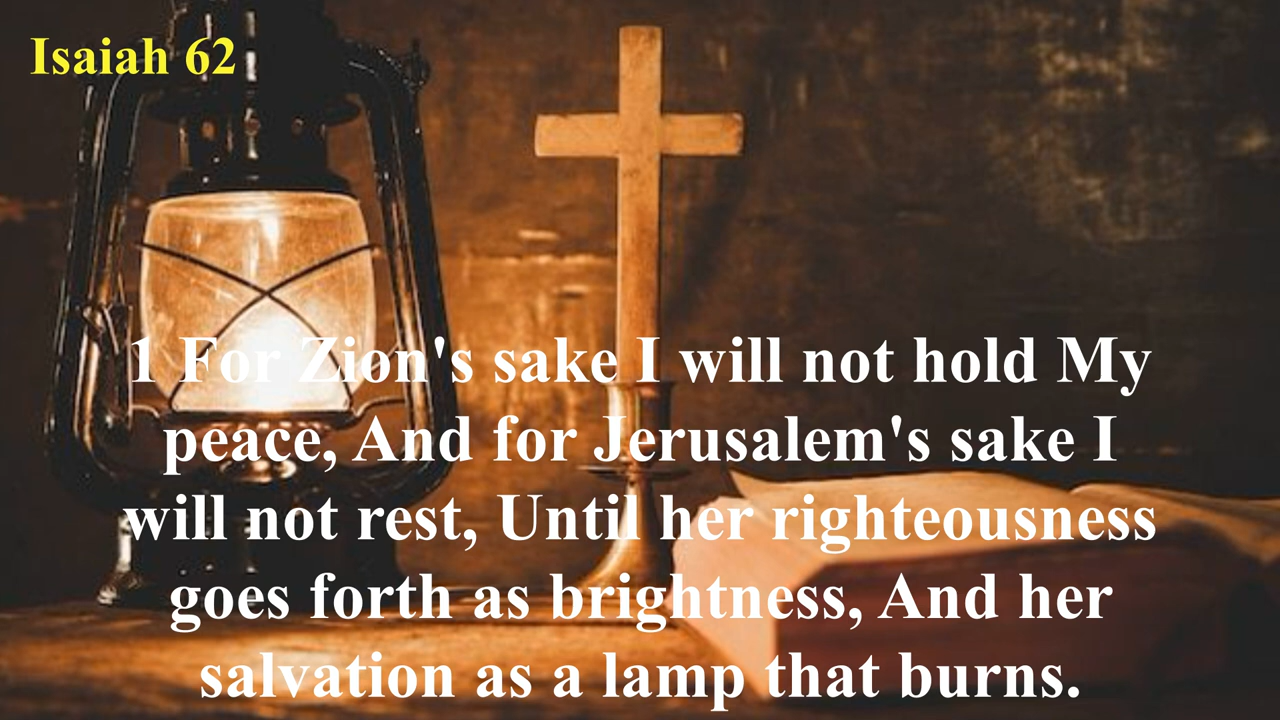 Isaiah 62
1 For Zion's sake I will not hold My
peace, And for Jerusalem's sake I
will not rest, Until her righteousness
goes forth as brightness, And her
salvation as a lamp that burns.